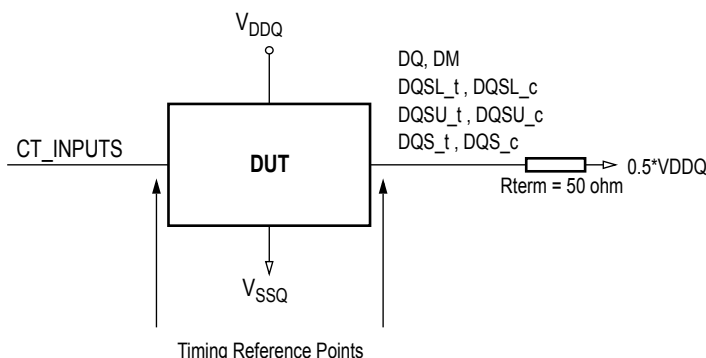 VDDQ
DQ, DM
DQSL_t , DQSL_c
DQSU_t , DQSU_c
DQS_t , DQS_c
CT_INPUTS
DUT
0.5*VDDQ
Rterm = 50 ohm
VSSQ
Timing Reference Points